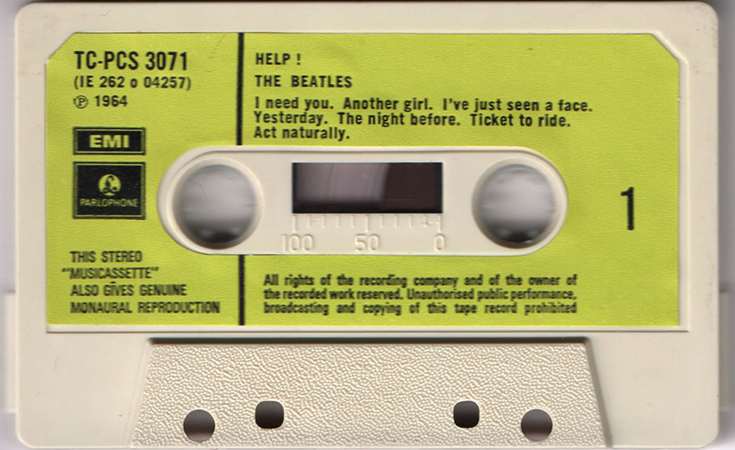 TC-PCS 3071
(IE 262 o 04257)
℗ 1964
EMI
PARLOPHONE
THIS STEREO
"MUSICASSETTE"
ALSO GIVES GENUINE
MONAURAL REPRODUCTION
HELP !
THE BEATLES
I need you. Another girl. I've just seen a face.
Yesterday. The night before. Ticket to ride.
Act naturally.
100 50 0
1
All rights of the recording company and of the owner of
the recorded work reserved. Unauthorised public performance,
broadcasting and copying of this tape record prohibited